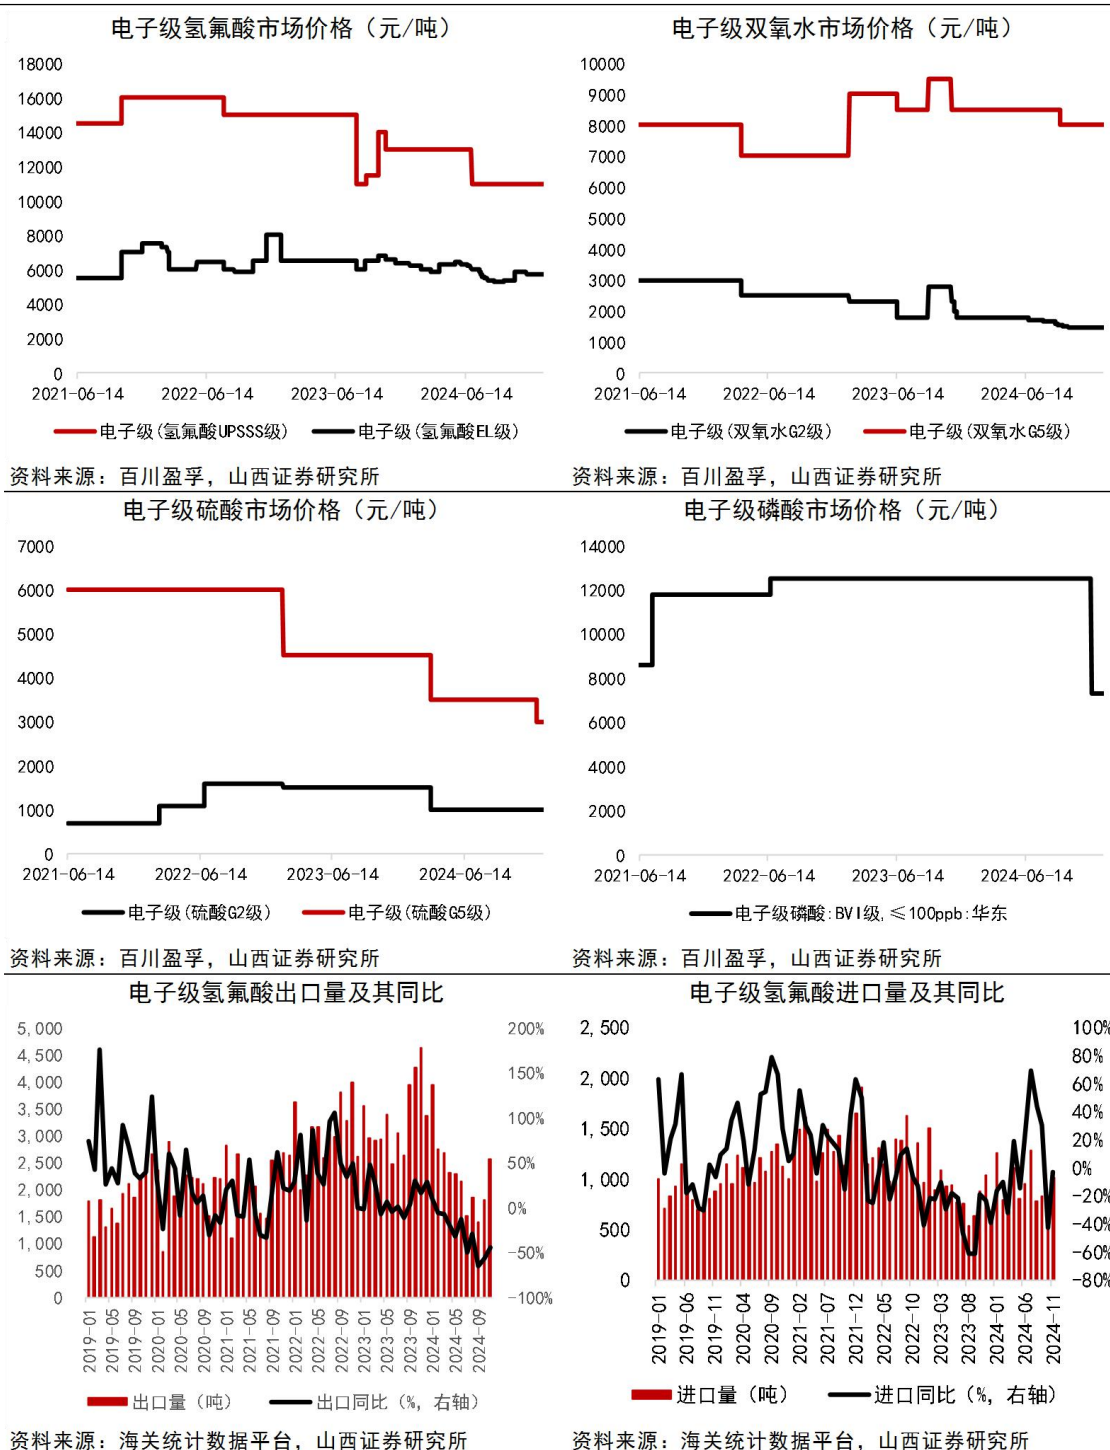 电子级氢氟酸市场价格（元/吨）
18000
16000
14000
12000
10000
8000
6000
4000
2000
0
2021-06-14 2022-06-14 2023-06-14 2024-06-14
电子级(氢氟酸UPSSS级) 电子级(氢氟酸EL级)
资料来源：百川盈孚，山西证券研究所
电子级双氧水市场价格（元/吨）
10000
9000
8000
7000
6000
5000
4000
3000
2000
1000
0
2021-06-14 2022-06-14 2023-06-14 2024-06-14
电子级(双氧水G2级) 电子级(双氧水G5级)
资料来源：百川盈孚，山西证券研究所
电子级硫酸市场价格（元/吨）
7000
6000
5000
4000
3000
2000
1000
0
2021-06-14 2022-06-14 2023-06-14 2024-06-14
电子级(硫酸G2级) 电子级(硫酸G5级)
资料来源：百川盈孚，山西证券研究所
电子级磷酸市场价格（元/吨）
14000
12000
10000
8000
6000
4000
2000
0
2021-06-14 2022-06-14 2023-06-14 2024-06-14
电子级磷酸:BVI级,≤100ppb:华东
资料来源：百川盈孚，山西证券研究所
电子级氢氟酸出口量及其同比
5,000 200%
4,500
4,000 150%
3,500
3,000 100%
2,500 50%
2,000
1,500 0%
1,000
500 -50%
0 -100%
2019-01 2019-05 2019-09 2020-01 2020-05 2020-09 2021-01 2021-05 2021-09 2022-01 2022-05 2022-09 2023-01 2023-05 2023-09 2024-01 2024-05 2024-09
出口量（吨） 出口同比（%，右轴）
资料来源：海关统计数据平台，山西证券研究所
电子级氢氟酸进口量及其同比
2,500 100%
80%
2,000 60%
40%
1,500 20%
1,000 0%
-20%
500 -40%
-60%
0 -80%
2019-01 2019-06 2019-11 2020-04 2020-09 2021-02 2021-07 2021-12 2022-05 2022-10 2023-03 2023-08 2024-01 2024-06 2024-11
进口量（吨） 进口同比（%，右轴）
资料来源：海关统计数据平台，山西证券研究所